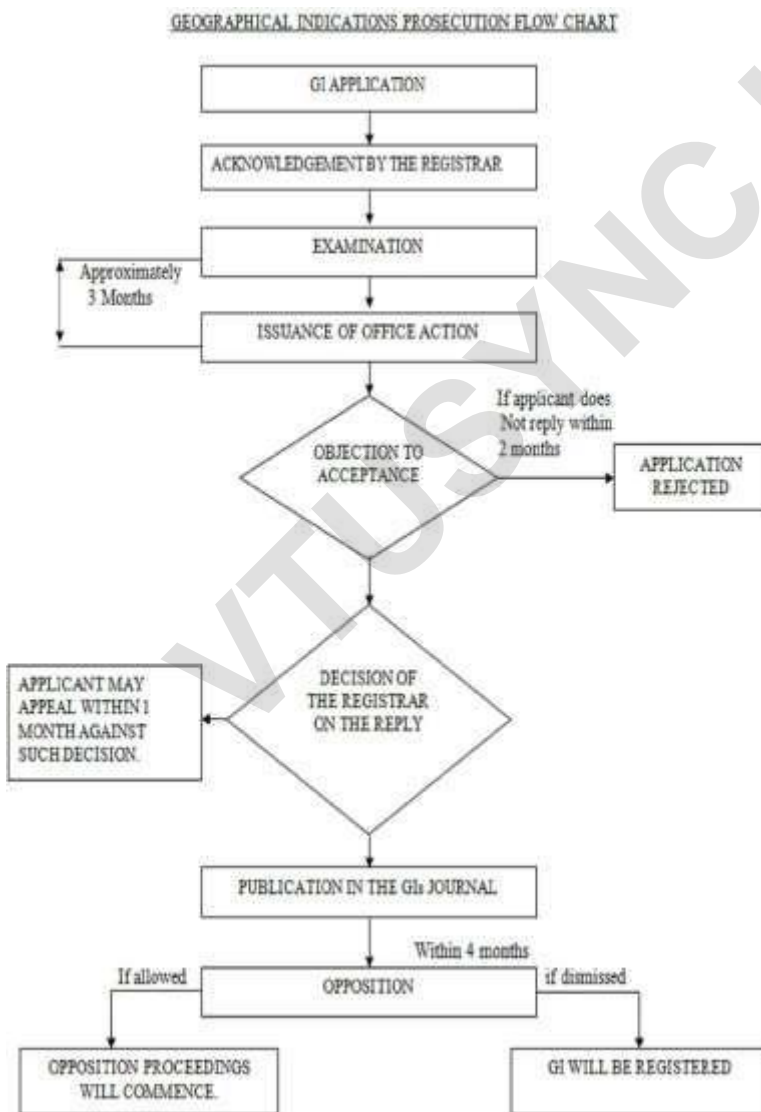 GEOGRAPHICAL INDICATIONS PROSECUTION FLOW CHART
GI APPLICATION
ACKNOWLEDGEMENT BY THE REGISTRAR
EXAMINATION
Approximately
3 Months
ISSUANCE OF OFFICE ACTION
If applicant does
Not reply within
2 months
OBJECTION TO
ACCEPTANCE
APPLICATION
REJECTED
DECISION OF
THE REGISTRAR
ON THE REPLY
APPLICANT MAY
APPEAL WITHIN 1
MONTH AGAINST
SUCH DECISION.
PUBLICATION IN THE GIs JOURNAL
Within 4 months
If allowed
OPPOSITION
if dismissed
OPPOSITION PROCEEDINGS
WILL COMMENCE.
GI WILL BE REGISTERED
VTUSYNC